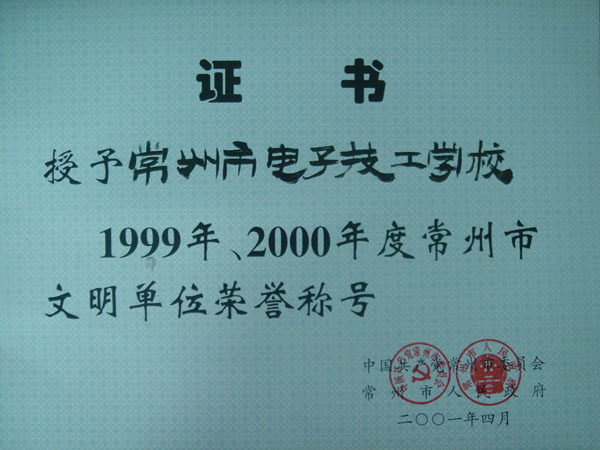 证 书
授予常州市电子技工学校
1999年、2000年度常州市
文明单位荣誉称号
中国共产党常州市委员会
常州市人民政府
二〇〇一年四月